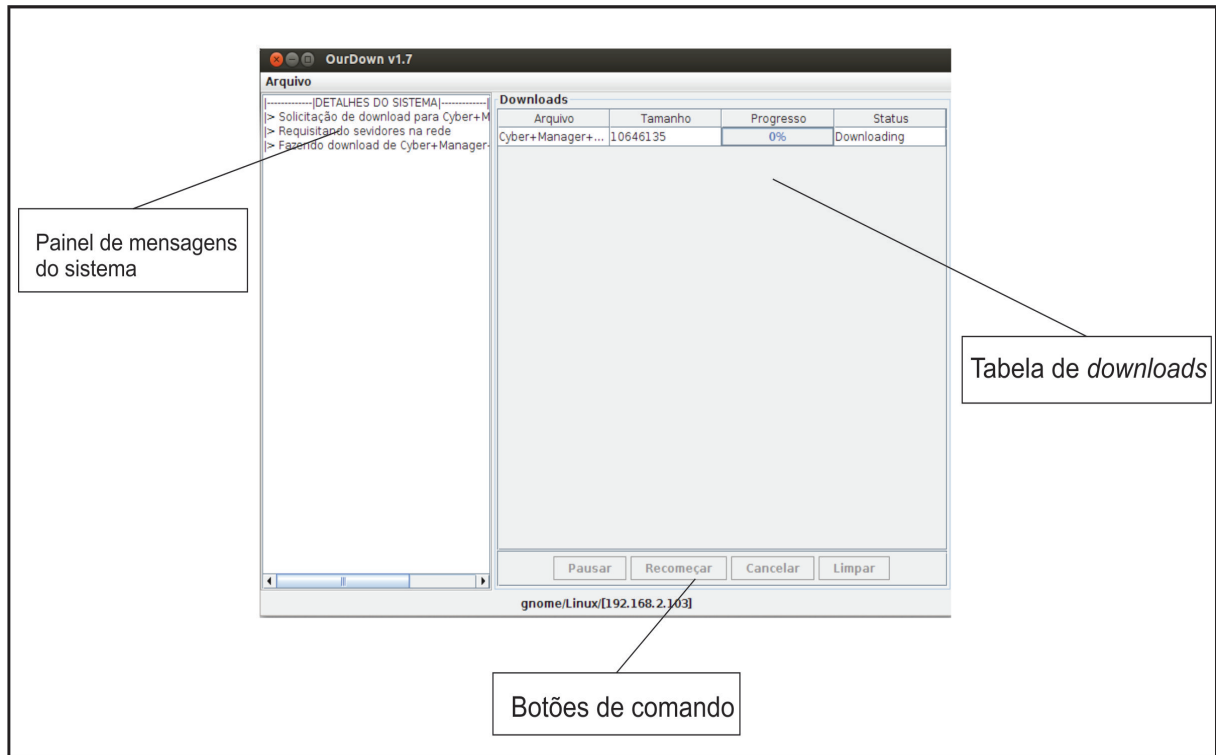 OurDown v1.7
Arquivo
|------------|DETALHES DO SISTEMA|------------|
|> Solicitação de download para Cyber+M
|> Requisitando sevidores na rede
|> Fazendo download de Cyber+Manager-
Downloads
Arquivo Tamanho Progresso Status
Cyber+Manager+... 10646135 0% Downloading
Painel de mensagens
do sistema
Tabela de downloads
Pausar Recomeçar Cancelar Limpar
gnome/Linux/[192.168.2.103]
Botões de comando